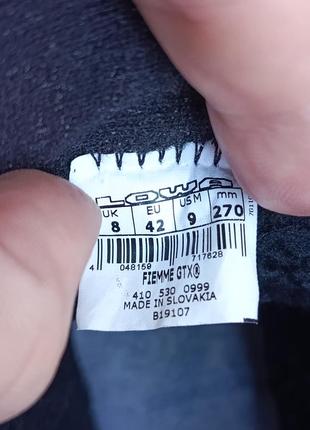 LOWA
UK EU US M mm
8 42 9 270
4 048159 717628
FIEMME GTX®
410 530 0999
MADE IN SLOVAKIA
B19107